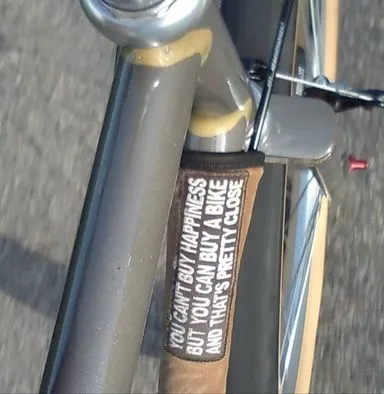 YOU CAN'T BUY HAPPINESS
BUT YOU CAN BUY A BIKE
AND THAT'S PRETTY CLOSE